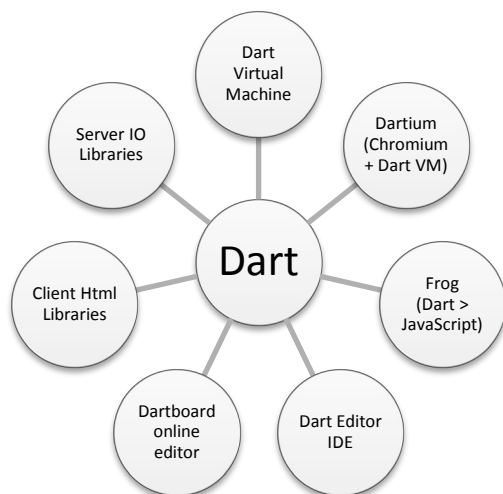 Dart
Virtual
Machine
Dartium
(Chromium
+ Dart VM)
Frog
(Dart >
JavaScript)
Dart Editor
IDE
Dartboard
online
editor
Client Html
Libraries
Server IO
Libraries
Dart